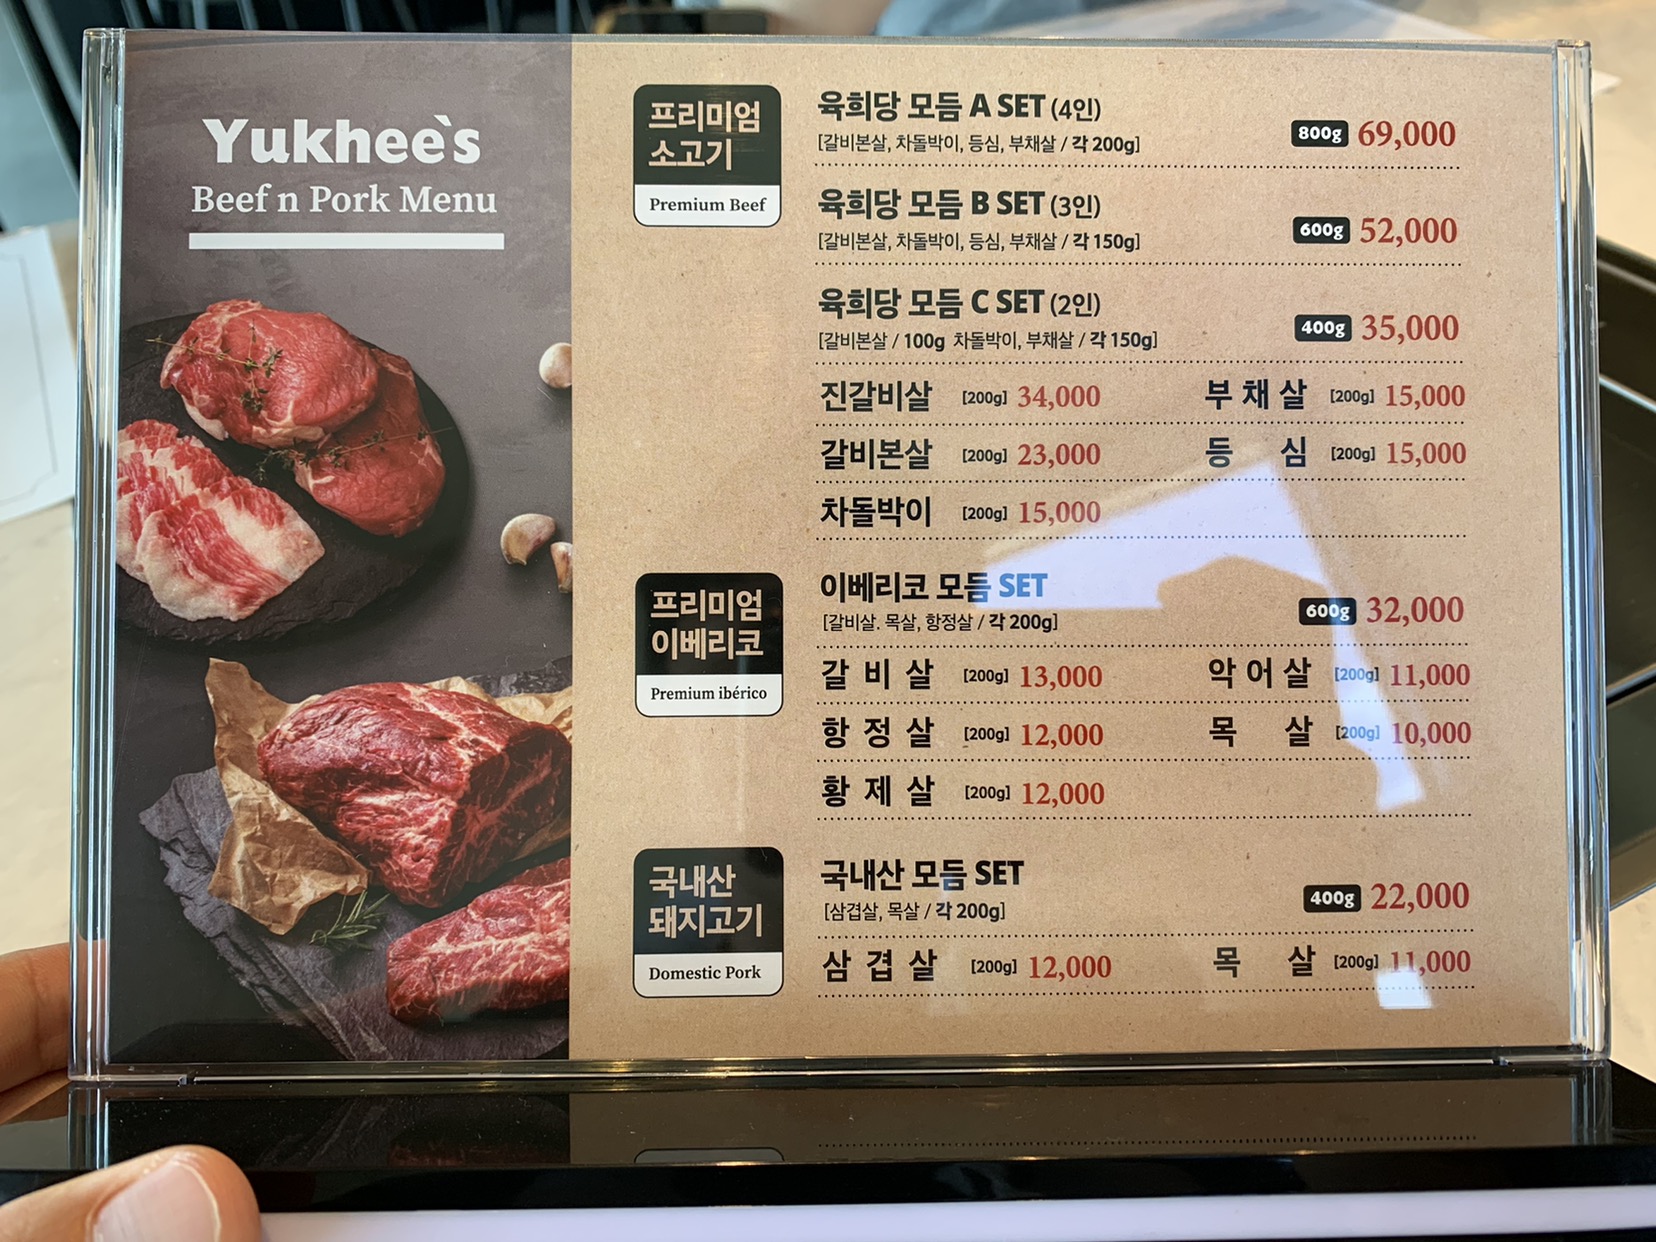 Yukhee`s
Beef n Pork Menu
프리미엄
소고기
Premium Beef
육희당 모듬 A SET (4인)
[갈비본살, 차돌박이, 등심, 부채살 / 각 200g]
800g 69,000
육희당 모듬 B SET (3인)
[갈비본살, 차돌박이, 등심, 부채살 / 각 150g]
600g 52,000
육희당 모듬 C SET (2인)
[갈비본살 / 100g 차돌박이, 부채살 / 각 150g]
400g 35,000
진갈비살 [200g] 34,000
부채살 [200g] 15,000
갈비본살 [200g] 23,000
등심 [200g] 15,000
차돌박이 [200g] 15,000
프리미엄
이베리코
Premium ibérico
이베리코 모듬 SET
[갈비살. 목살, 항정살 / 각 200g]
600g 32,000
갈비살 [200g] 13,000
악어살 [200g] 11,000
항정살 [200g] 12,000
목살 [200g] 10,000
황제살 [200g] 12,000
국내산
돼지고기
Domestic Pork
국내산 모듬 SET
[삼겹살, 목살 / 각 200g]
400g 22,000
삼겹살 [200g] 12,000
목살 [200g] 11,000